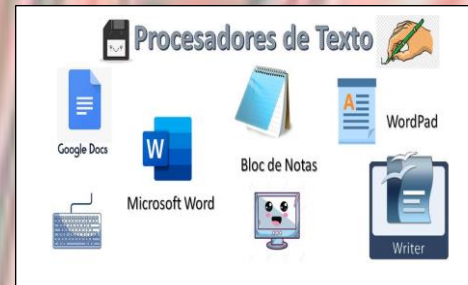 Procesadores de Texto
Google Docs
W
Microsoft Word
Bloc de Notas
A
WordPad
Writer